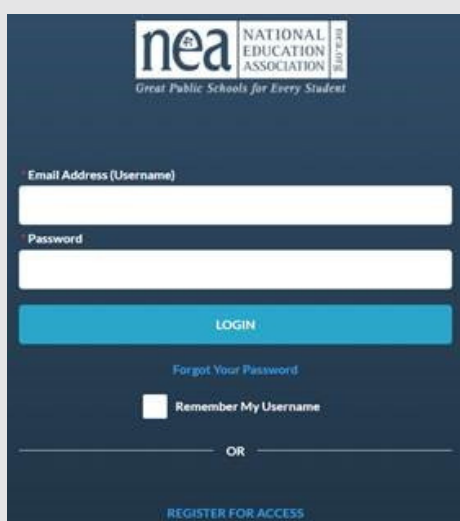 nea NATIONAL
EDUCATION
ASSOCIATION
nea.org
Great Public Schools for Every Student
* Email Address (Username)
* Password
LOGIN
Forgot Your Password
Remember My Username
OR
REGISTER FOR ACCESS